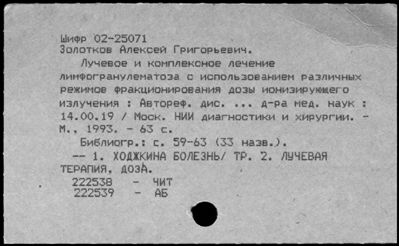 Шифр 02-25071
Золотков Алексей Григорьевич.
Лучевое и комплексное лечение
лимфогранулематоза с использованием различных
режимов фракционирования дозы ионизирующего
излучения : Автореф. дис. ... д-ра мед. наук :
14.00.19 / Моск. НИИ диагностики и хирургии. -
М., 1993. - 63 с.
Библиогр.: с. 59-63 (33 назв.).
-- 1. ХОДЖКИНА БОЛЕЗНЬ/ ТР. 2. ЛУЧЕВАЯ
ТЕРАПИЯ, ДОЗА.
222538 - ЧИТ
222539 - АБ